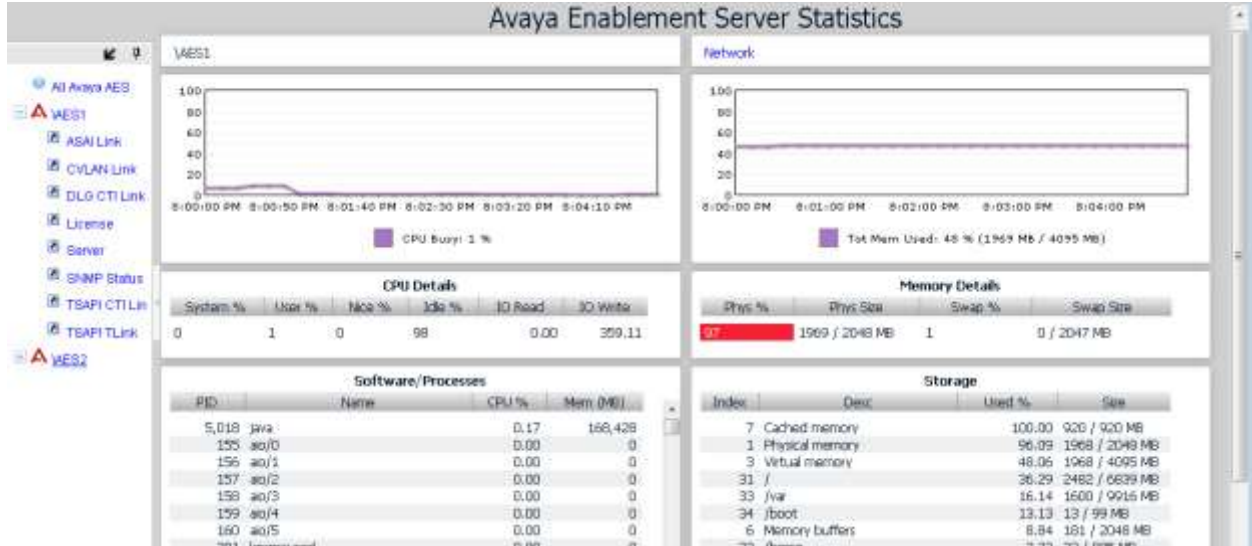 Avaya Enablement Server Statistics
\AES1
Network
All Avaya AES
\AES1
ASAI Link
CVLAN Link
DLG CTI Link
License
Server
SNMP Status
TSAPI CTI Lin
TSAPI TLink
\AES2
100
80
60
40
20
0
8:00:00 PM 8:00:50 PM 8:01:40 PM 8:02:30 PM 8:03:20 PM 8:04:10 PM
CPU Busy: 1 %
100
80
60
40
20
0
8:00:00 PM 8:01:00 PM 8:02:00 PM 8:03:00 PM 8:04:00 PM
Tot Mem Used: 48 % (1969 Mb / 4095 MB)
CPU Details
System % User % Nice % Idle % IO Read IO Write
0 1 0 98 0.00 359.11
Memory Details
Phys % Phys Size Swap % Swap Size
97 1969 / 2048 MB 1 0 / 2047 MB
Software/Processes
PID Name CPU % Mem (MB)
5,018 java 0.17 168,428
155 aio/0 0.00 0
156 aio/1 0.00 0
157 aio/2 0.00 0
158 aio/3 0.00 0
159 aio/4 0.00 0
160 aio/5 0.00 0
Storage
Index Desc Used % Size
7 Cached memory 100.00 920 / 920 MB
1 Physical memory 96.09 1968 / 2048 MB
3 Virtual memory 48.06 1968 / 4095 MB
31 / 36.29 2482 / 6839 MB
33 /var 16.14 1600 / 9916 MB
34 /boot 13.13 13 / 99 MB
6 Memory buffers 8.84 181 / 2048 MB